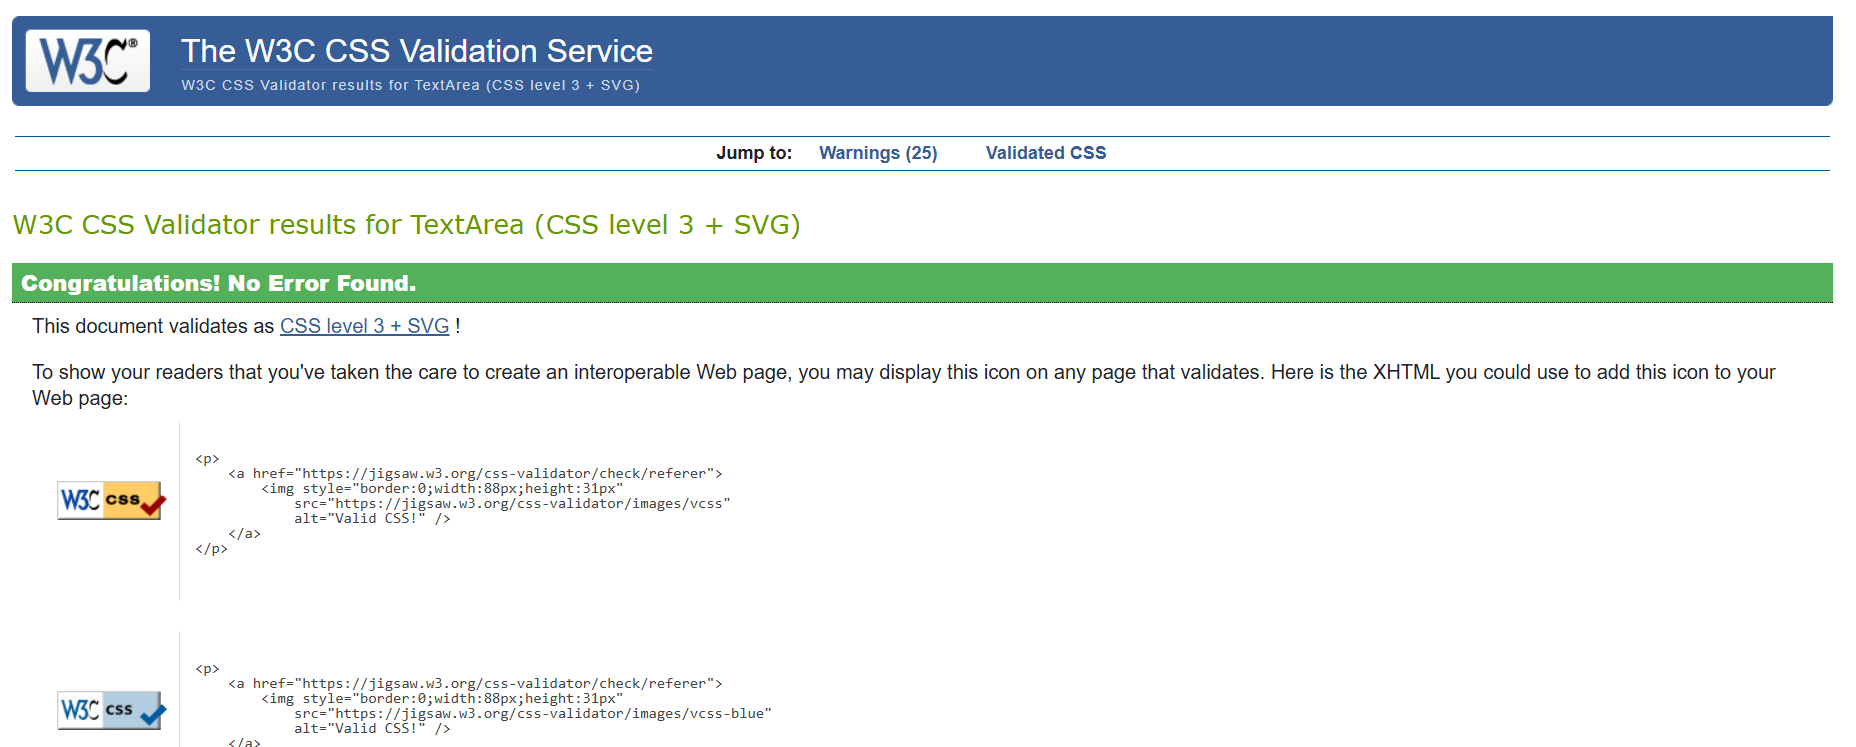 W3C®
The W3C CSS Validation Service
W3C CSS Validator results for TextArea (CSS level 3 + SVG)
Jump to: Warnings (25) Validated CSS
W3C CSS Validator results for TextArea (CSS level 3 + SVG)
Congratulations! No Error Found.
This document validates as CSS level 3 + SVG !
To show your readers that you've taken the care to create an interoperable Web page, you may display this icon on any page that validates. Here is the XHTML you could use to add this icon to your
Web page:
W3C css
<p>
    <a href="https://jigsaw.w3.org/css-validator/check/referer">
        <img style="border:0;width:88px;height:31px"
            src="https://jigsaw.w3.org/css-validator/images/vcss"
            alt="Valid CSS!" />
    </a>
</p>
W3C css
<p>
    <a href="https://jigsaw.w3.org/css-validator/check/referer">
        <img style="border:0;width:88px;height:31px"
            src="https://jigsaw.w3.org/css-validator/images/vcss-blue"
            alt="Valid CSS!" />
    </a>